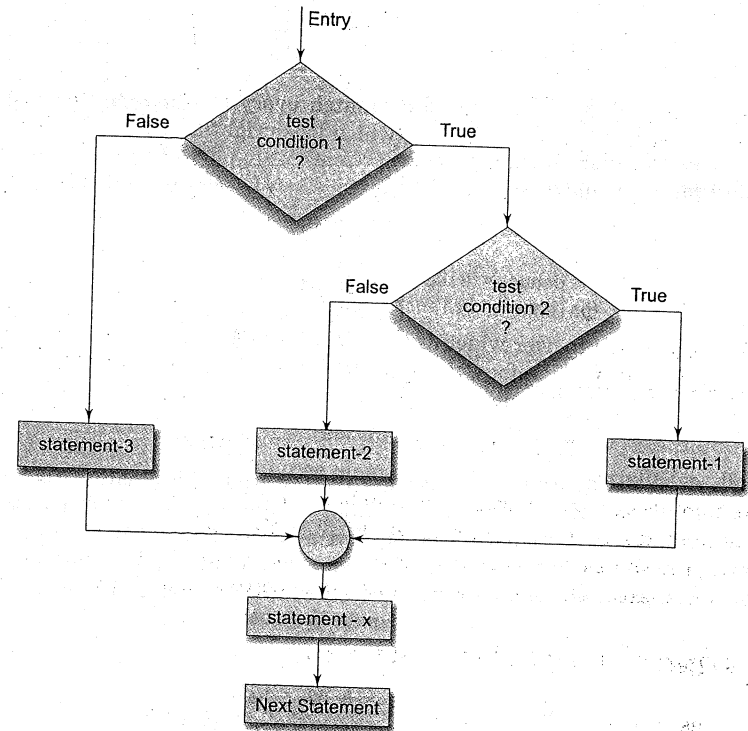 Entry
test
condition 1
?
False
True
test
condition 2
?
False
True
statement-3
statement-2
statement-1
statement - x
Next Statement